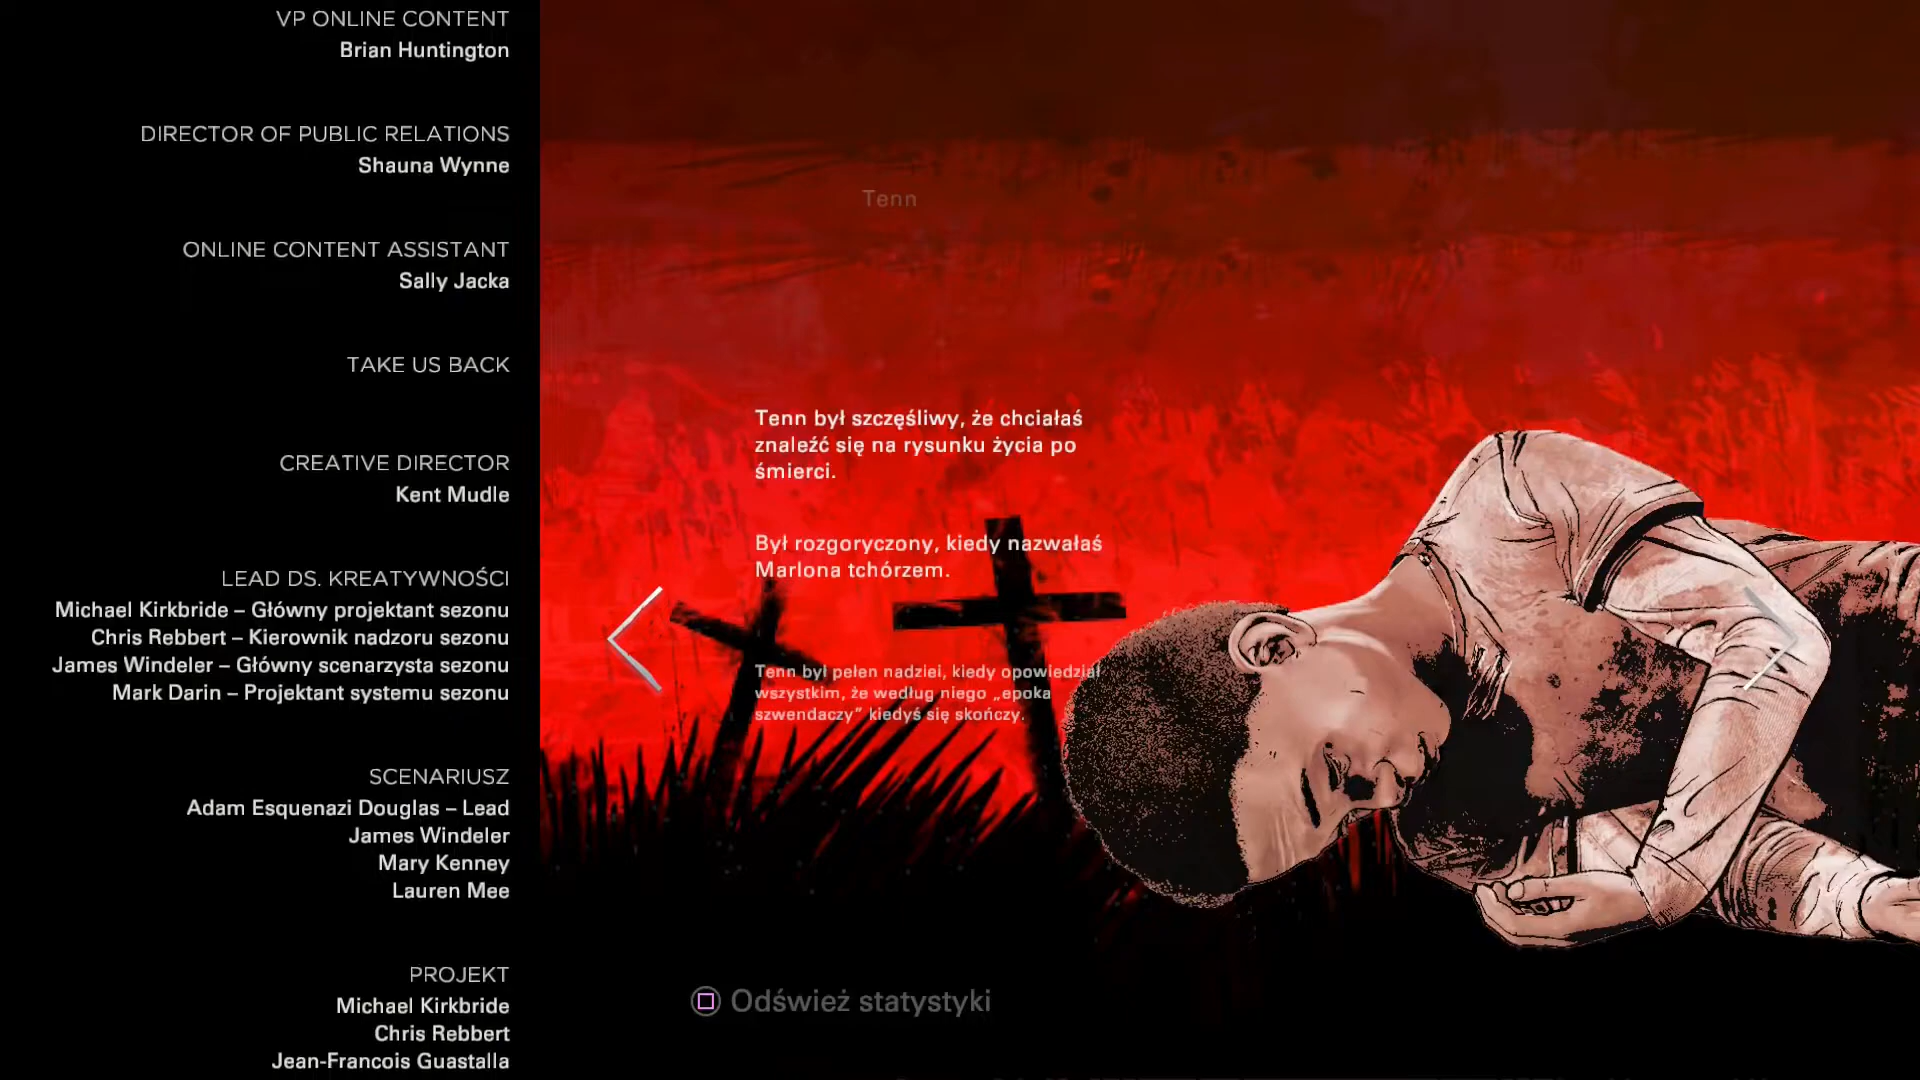 VP ONLINE CONTENT
Brian Huntington
DIRECTOR OF PUBLIC RELATIONS
Shauna Wynne
ONLINE CONTENT ASSISTANT
Sally Jacka
TAKE US BACK
CREATIVE DIRECTOR
Kent Mudle
LEAD DS. KREATYWNOŚCI
Michael Kirkbride – Główny projektant sezonu
Chris Rebbert – Kierownik nadzoru sezonu
James Windeler – Główny scenarzysta sezonu
Mark Darin – Projektant systemu sezonu
SCENARIUSZ
Adam Esquenazi Douglas – Lead
James Windeler
Mary Kenney
Lauren Mee
PROJEKT
Michael Kirkbride
Chris Rebbert
Jean-Francois Guastalla
Tenn
Tenn był szczęśliwy, że chciałaś
znaleźć się na rysunku życia po
śmierci.
Był rozgoryczony, kiedy nazwałaś
Marlona tchórzem.
Tenn był pełen nadziei, kiedy opowiedział
wszystkim, że według niego „epoka
szwendaczy” kiedyś się skończy.
Odśwież statystyki